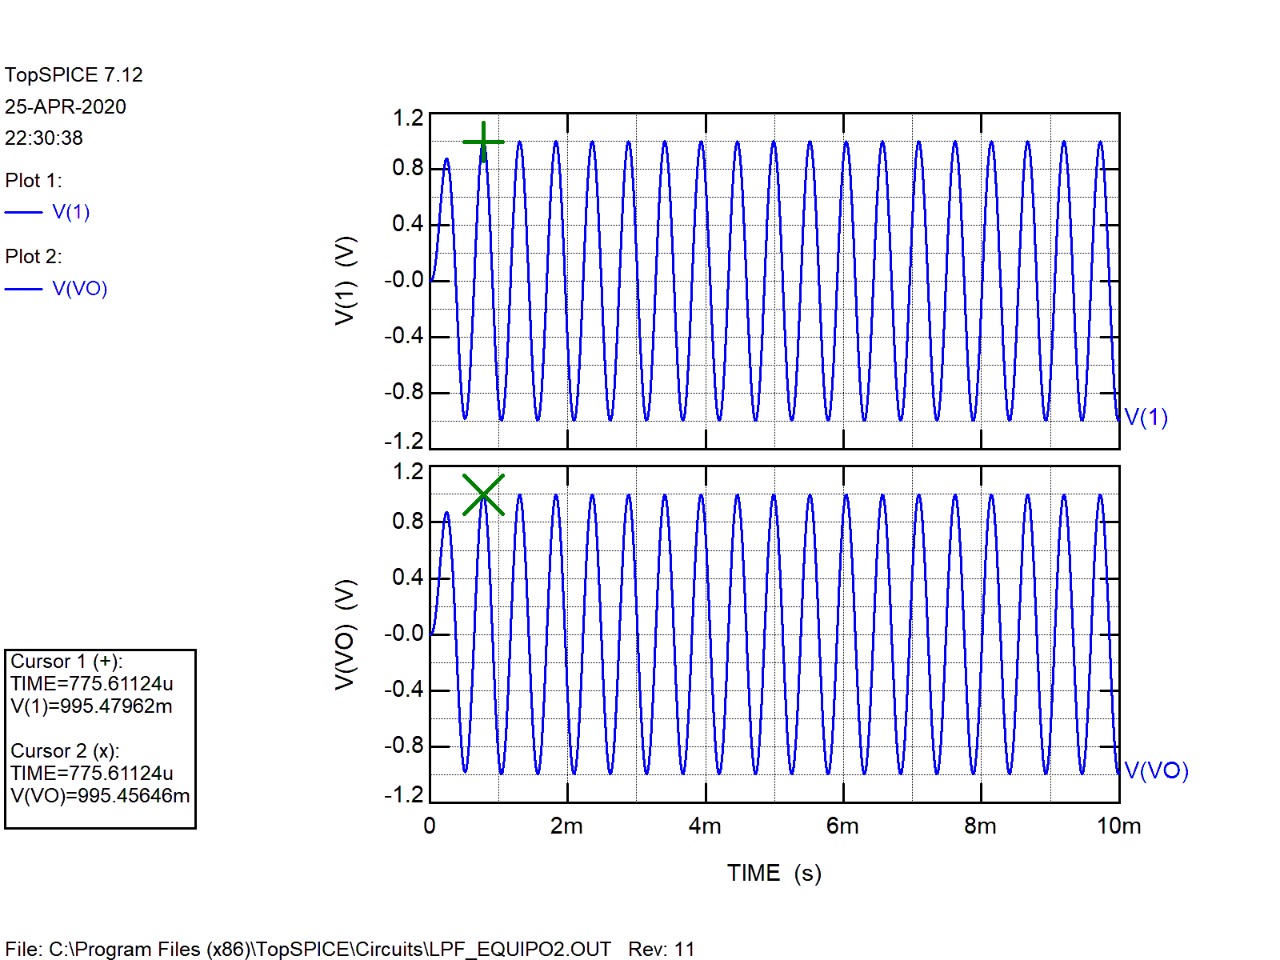 TopSPICE 7.12
25-APR-2020
22:30:38
Plot 1:
V(1)
Plot 2:
V(VO)
1.2
0.8
0.4
-0.0
-0.4
-0.8
-1.2
V(1) (V)
V(1)
1.2
0.8
0.4
-0.0
-0.4
-0.8
-1.2
V(VO) (V)
V(VO)
0 2m 4m 6m 8m 10m
TIME (s)
Cursor 1 (+):
TIME=775.61124u
V(1)=995.47962m
Cursor 2 (x):
TIME=775.61124u
V(VO)=995.45646m
File: C:\Program Files (x86)\TopSPICE\Circuits\LPF_EQUIPO2.OUT Rev: 11